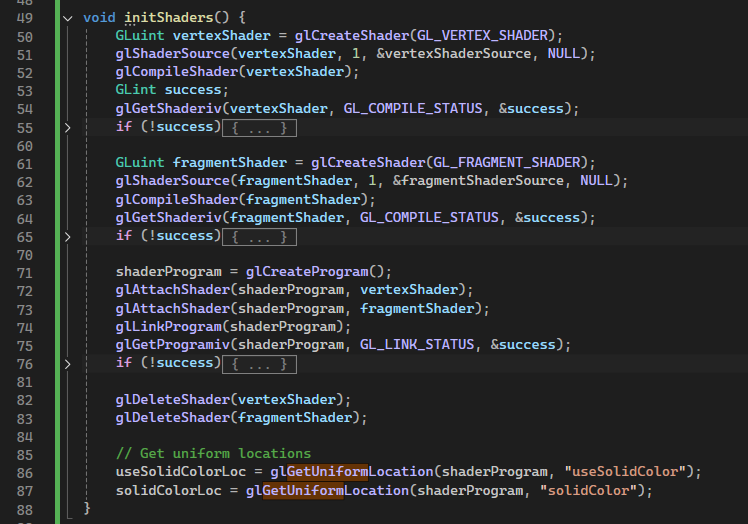 48
49 void initShaders() {
50 GLuint vertexShader = glCreateShader(GL_VERTEX_SHADER);
51 glShaderSource(vertexShader, 1, &vertexShaderSource, NULL);
52 glCompileShader(vertexShader);
53 GLint success;
54 glGetShaderiv(vertexShader, GL_COMPILE_STATUS, &success);
55 if (!success) { ... }
60
61 GLuint fragmentShader = glCreateShader(GL_FRAGMENT_SHADER);
62 glShaderSource(fragmentShader, 1, &fragmentShaderSource, NULL);
63 glCompileShader(fragmentShader);
64 glGetShaderiv(fragmentShader, GL_COMPILE_STATUS, &success);
65 if (!success) { ... }
70
71 shaderProgram = glCreateProgram();
72 glAttachShader(shaderProgram, vertexShader);
73 glAttachShader(shaderProgram, fragmentShader);
74 glLinkProgram(shaderProgram);
75 glGetProgramiv(shaderProgram, GL_LINK_STATUS, &success);
76 if (!success) { ... }
81
82 glDeleteShader(vertexShader);
83 glDeleteShader(fragmentShader);
84
85 // Get uniform locations
86 useSolidColorLoc = glGetUniformLocation(shaderProgram, "useSolidColor");
87 solidColorLoc = glGetUniformLocation(shaderProgram, "solidColor");
88 }